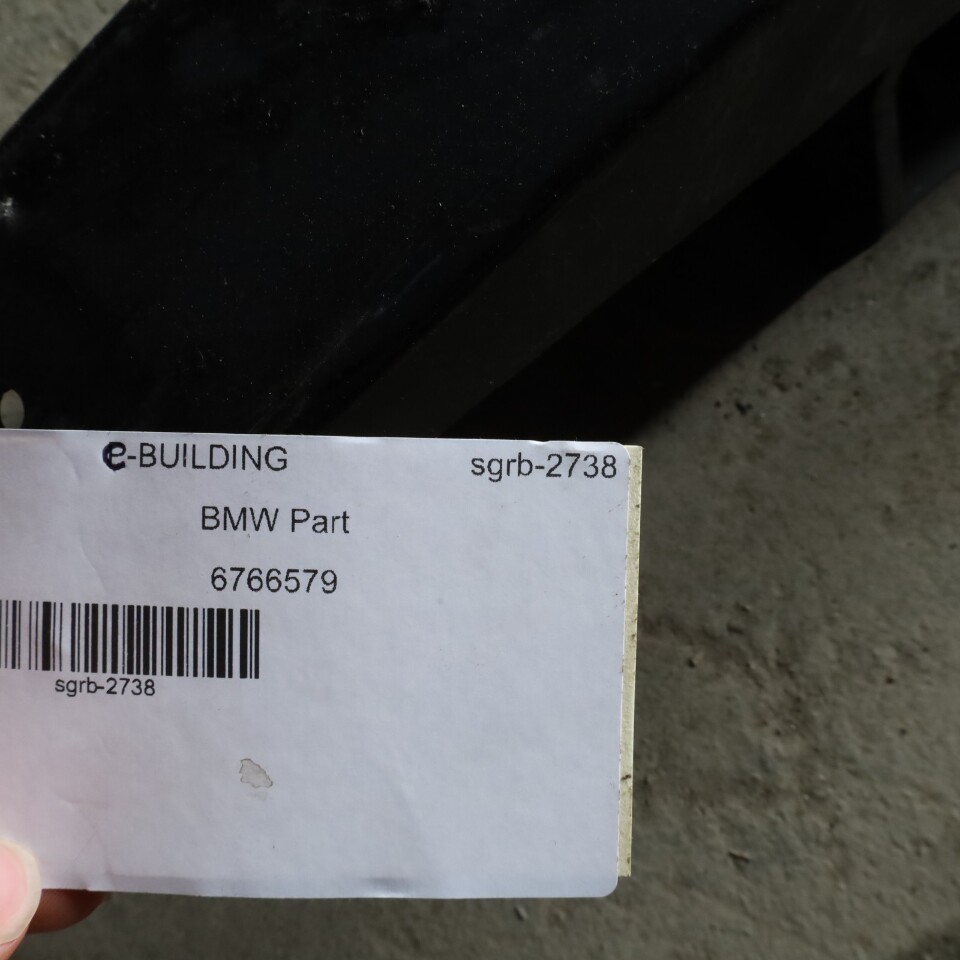 e-BUILDING sgrb-2738
BMW Part
6766579
sgrb-2738